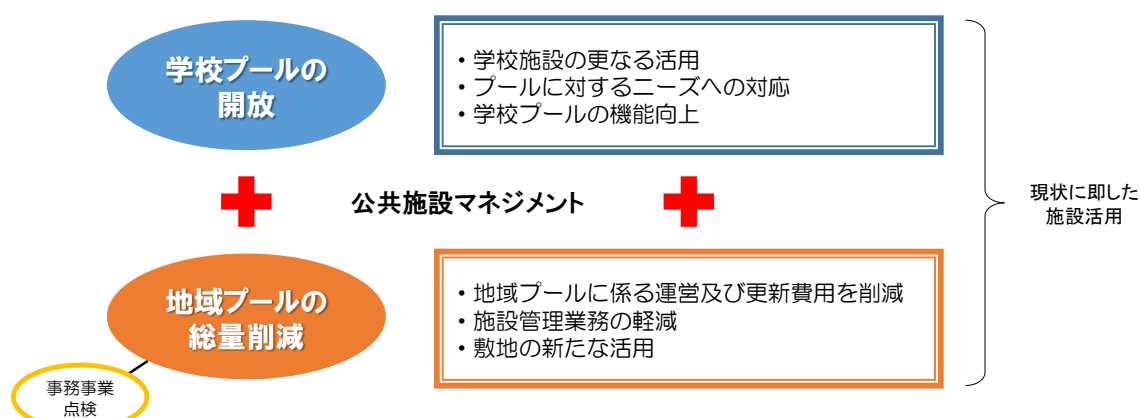 学校プールの
開放
・学校施設の更なる活用
・プールに対するニーズへの対応
・学校プールの機能向上
公共施設マネジメント
現状に即した
施設活用
地域プールの
総量削減
・地域プールに係る運営及び更新費用を削減
・施設管理業務の軽減
・敷地の新たな活用
事務事業
点検